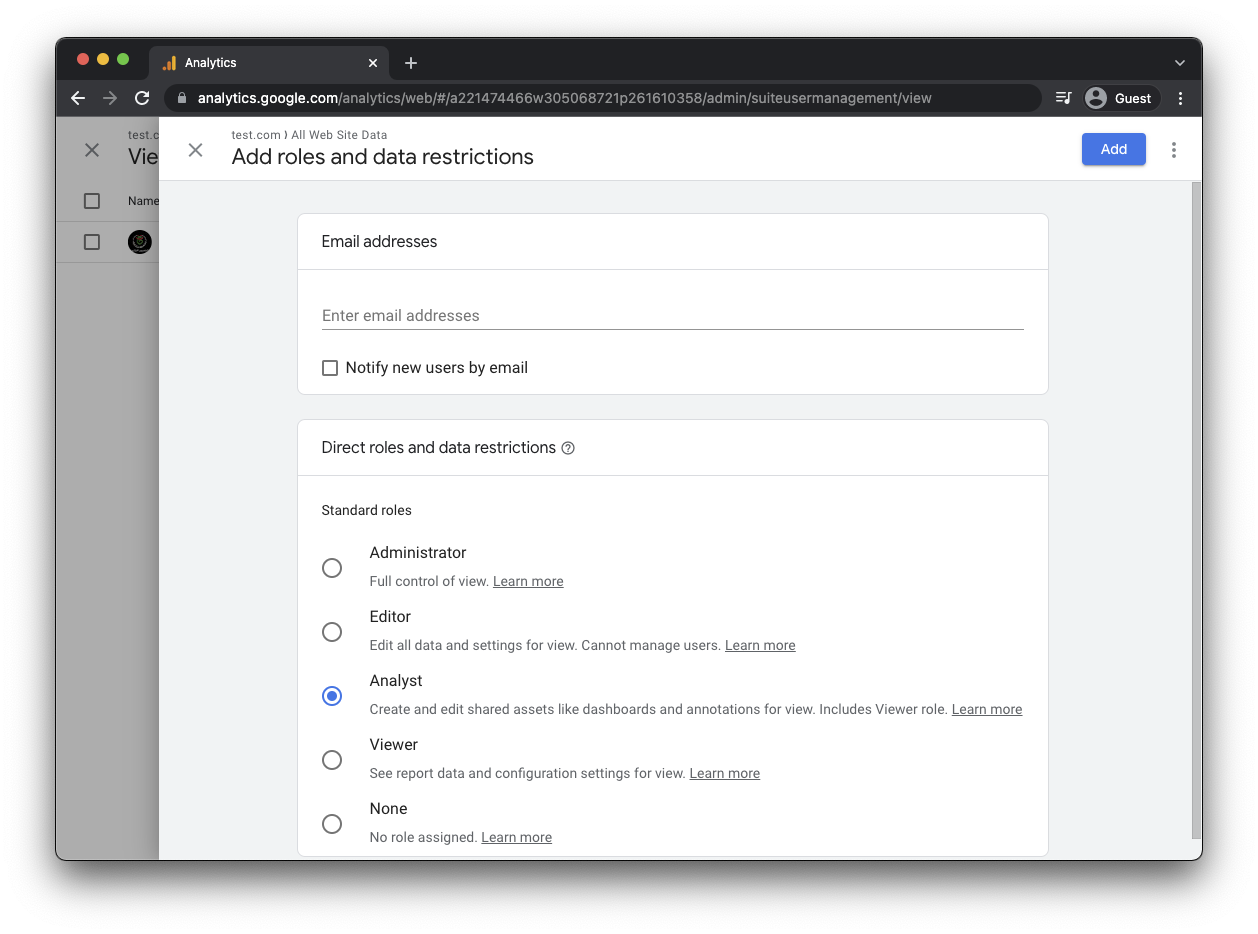 Analytics
analytics.google.com/analytics/web/#/a221474466w305068721p261610358/admin/suiteusermanagement/view
Guest
test.c
Vie
Name
test.com › All Web Site Data
Add roles and data restrictions
Add
Email addresses
Enter email addresses
Notify new users by email
Direct roles and data restrictions
Standard roles
Administrator
Full control of view. Learn more
Editor
Edit all data and settings for view. Cannot manage users. Learn more
Analyst
Create and edit shared assets like dashboards and annotations for view. Includes Viewer role. Learn more
Viewer
See report data and configuration settings for view. Learn more
None
No role assigned. Learn more